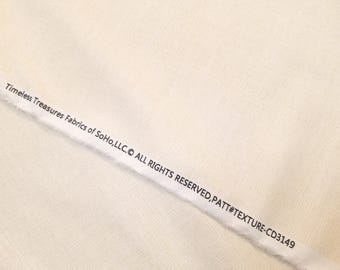 Timeless Treasures Fabrics of SoHo,LLC.© ALL RIGHTS RESERVED,PATT#TEXTURE-CD3149